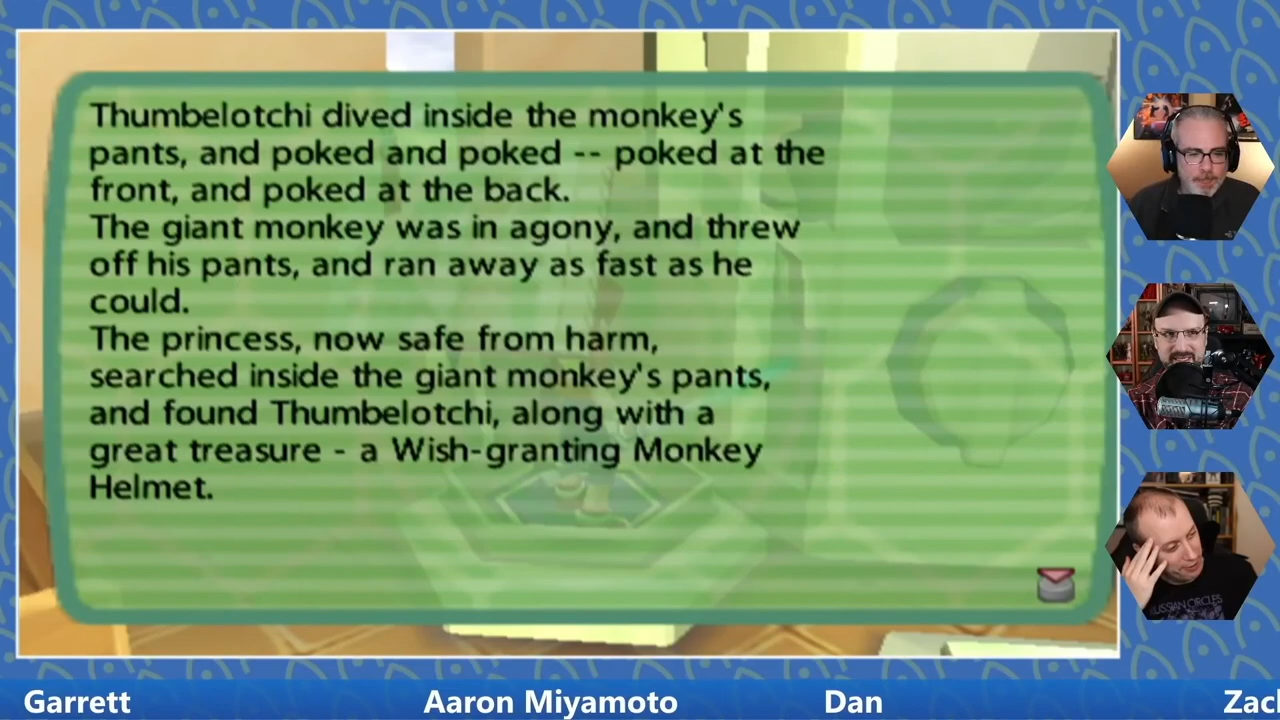 Thumbelotchi dived inside the monkey's
pants, and poked and poked -- poked at the
front, and poked at the back.
The giant monkey was in agony, and threw
off his pants, and ran away as fast as he
could.
The princess, now safe from harm,
searched inside the giant monkey's pants,
and found Thumbelotchi, along with a
great treasure - a Wish-granting Monkey
Helmet.
RUSSIAN CIRCLES
Garrett
Aaron Miyamoto
Dan